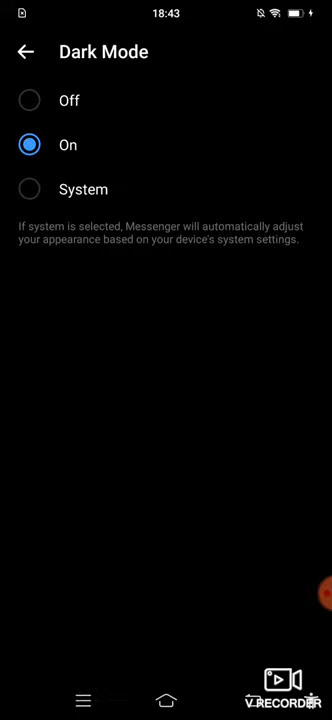 18:43
Dark Mode
Off
On
System
If system is selected, Messenger will automatically adjust
your appearance based on your device's system settings.
V.RECORDER